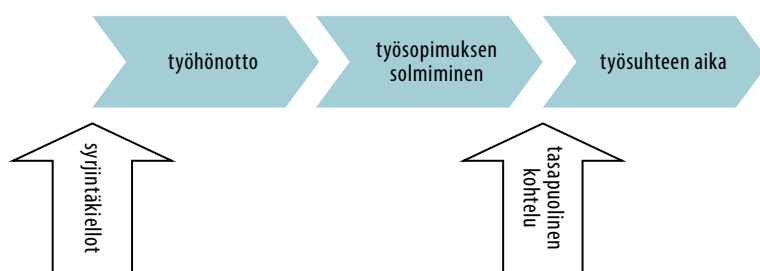 työhönotto
työsopimuksen
solmiminen
työsuhteen aika
syrjintäkiellot
tasapuolinen
kohtelu